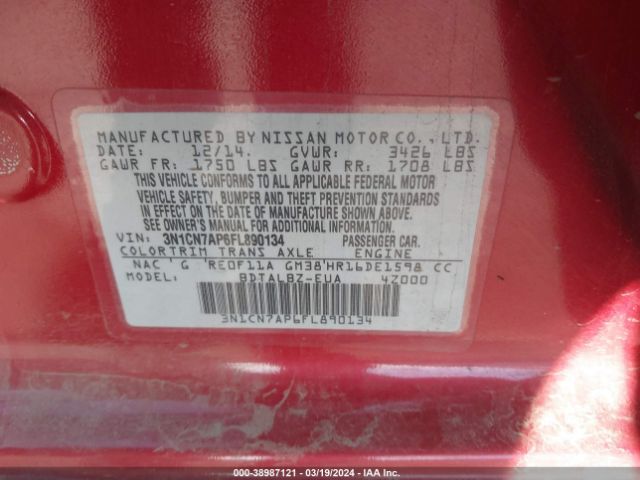 MANUFACTURED BY NISSAN MOTOR CO., LTD.
DATE: 12/14. GVWR: 3426 LBS
GAWR FR: 1750 LBS GAWR RR: 1708 LBS
THIS VEHICLE CONFORMS TO ALL APPLICABLE FEDERAL MOTOR
VEHICLE SAFETY, BUMPER AND THEFT PREVENTION STANDARDS
IN EFFECT ON THE DATE OF MANUFACTURE SHOWN ABOVE.
SEE OWNER'S MANUAL FOR ADDITIONAL INFORMATION
VIN: 3N1CN7AP6FL890134 PASSENGER CAR.
COLOR TRIM TRANS AXLE ENGINE
NAC G RE0F11A GM38 HR16DE1598 CC
MODEL: BDTALBZ-EUA 4Z000
3N1CN7AP6FL890134
000-38987121 - 03/19/2024 - IAA Inc.